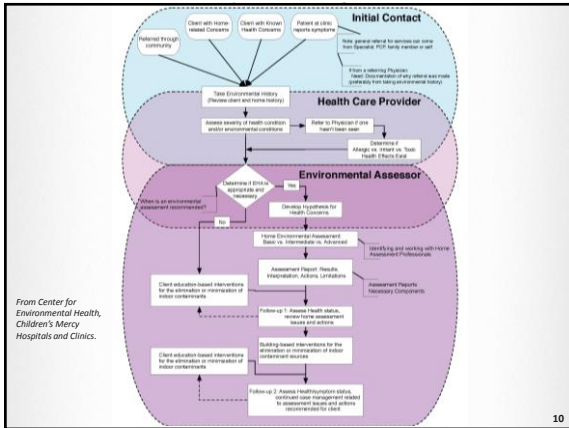 Initial Contact
Client with Home-
related Concerns
Client with Known
Health Concerns
Patient at clinic
reports symptoms
Referred through
community
Note: general referral for services can come
from Specialist, PCP, family member or self
If from a referring Physician
Need: Documentation of any referral was made
(preferably from taking environmental history)
Take Environmental History
(Review client and home history)
Health Care Provider
Assess severity of health condition
and/or environmental conditions
Refer to Physician if one
hasn't been seen
Determine if
Allergic vs. Irritant vs. Toxic
Health Effects Exist
Environmental Assessor
Determine if EHA is
appropriate and
necessary
Yes
"When is an environmental
assessment recommended"
Develop Hypothesis for
Health Concerns
No
Home Environmental Assessment:
Basic vs. Intermediate vs. Advanced
Identifying and working with Home
Assessment Professionals
Assessment Report: Results,
Interpretation, Actions, Limitations
Assessment Reports
Necessary Components
Client education-based interventions
for the elimination or minimization of
indoor contaminants
Follow-up 1: Assess Health status,
review home assessment
issues and actions
From Center for
Environmental Health,
Children's Mercy
Hospitals and Clinics.
Building-based interventions for the
elimination or minimization of indoor
contaminant sources
Client education-based interventions
for the elimination or minimization of
indoor contaminants
Follow-up 2: Assess Health/symptom status,
continued case management related
to assessment issues and actions
recommended for client
10